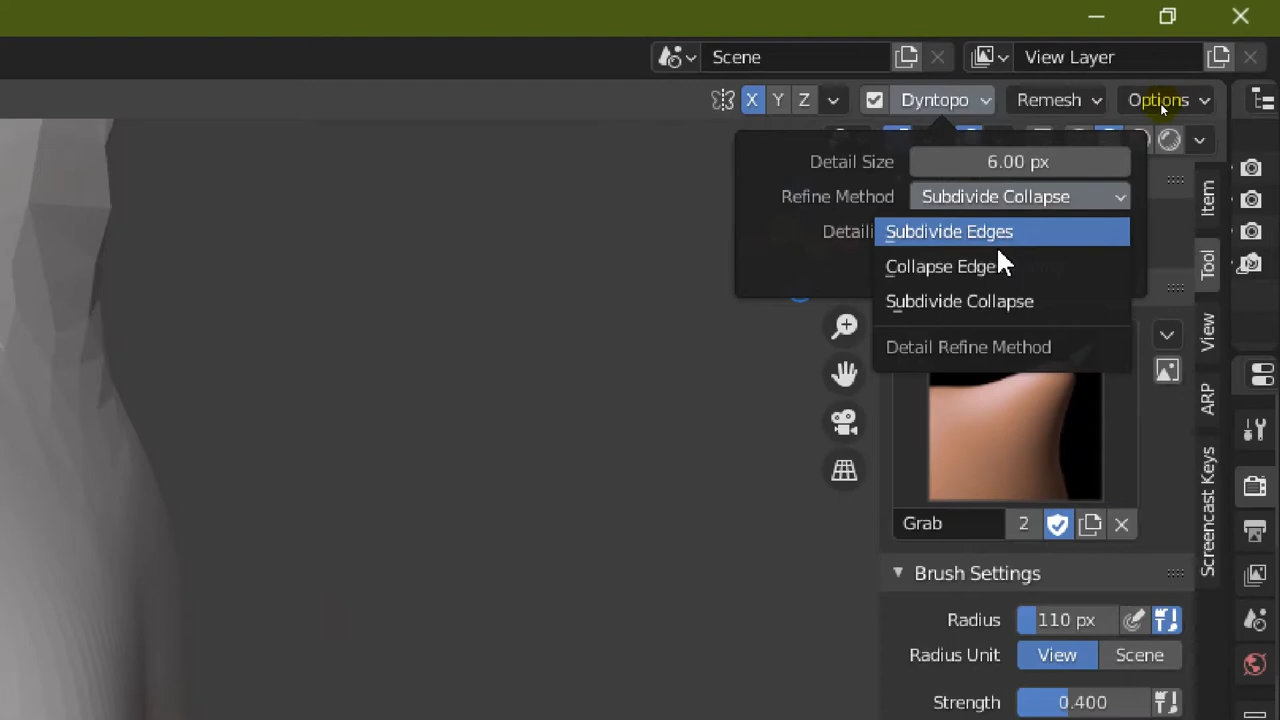 Scene
View Layer
X Y Z Dyntopo Remesh Options
Detail Size 6.00 px
Refine Method Subdivide Collapse
Detaili Subdivide Edges
Collapse Edge
Subdivide Collapse
Detail Refine Method
Item
Tool
View
ARP
Screencast Keys
Grab 2
Brush Settings
Radius 110 px
Radius Unit View Scene
Strength 0.400